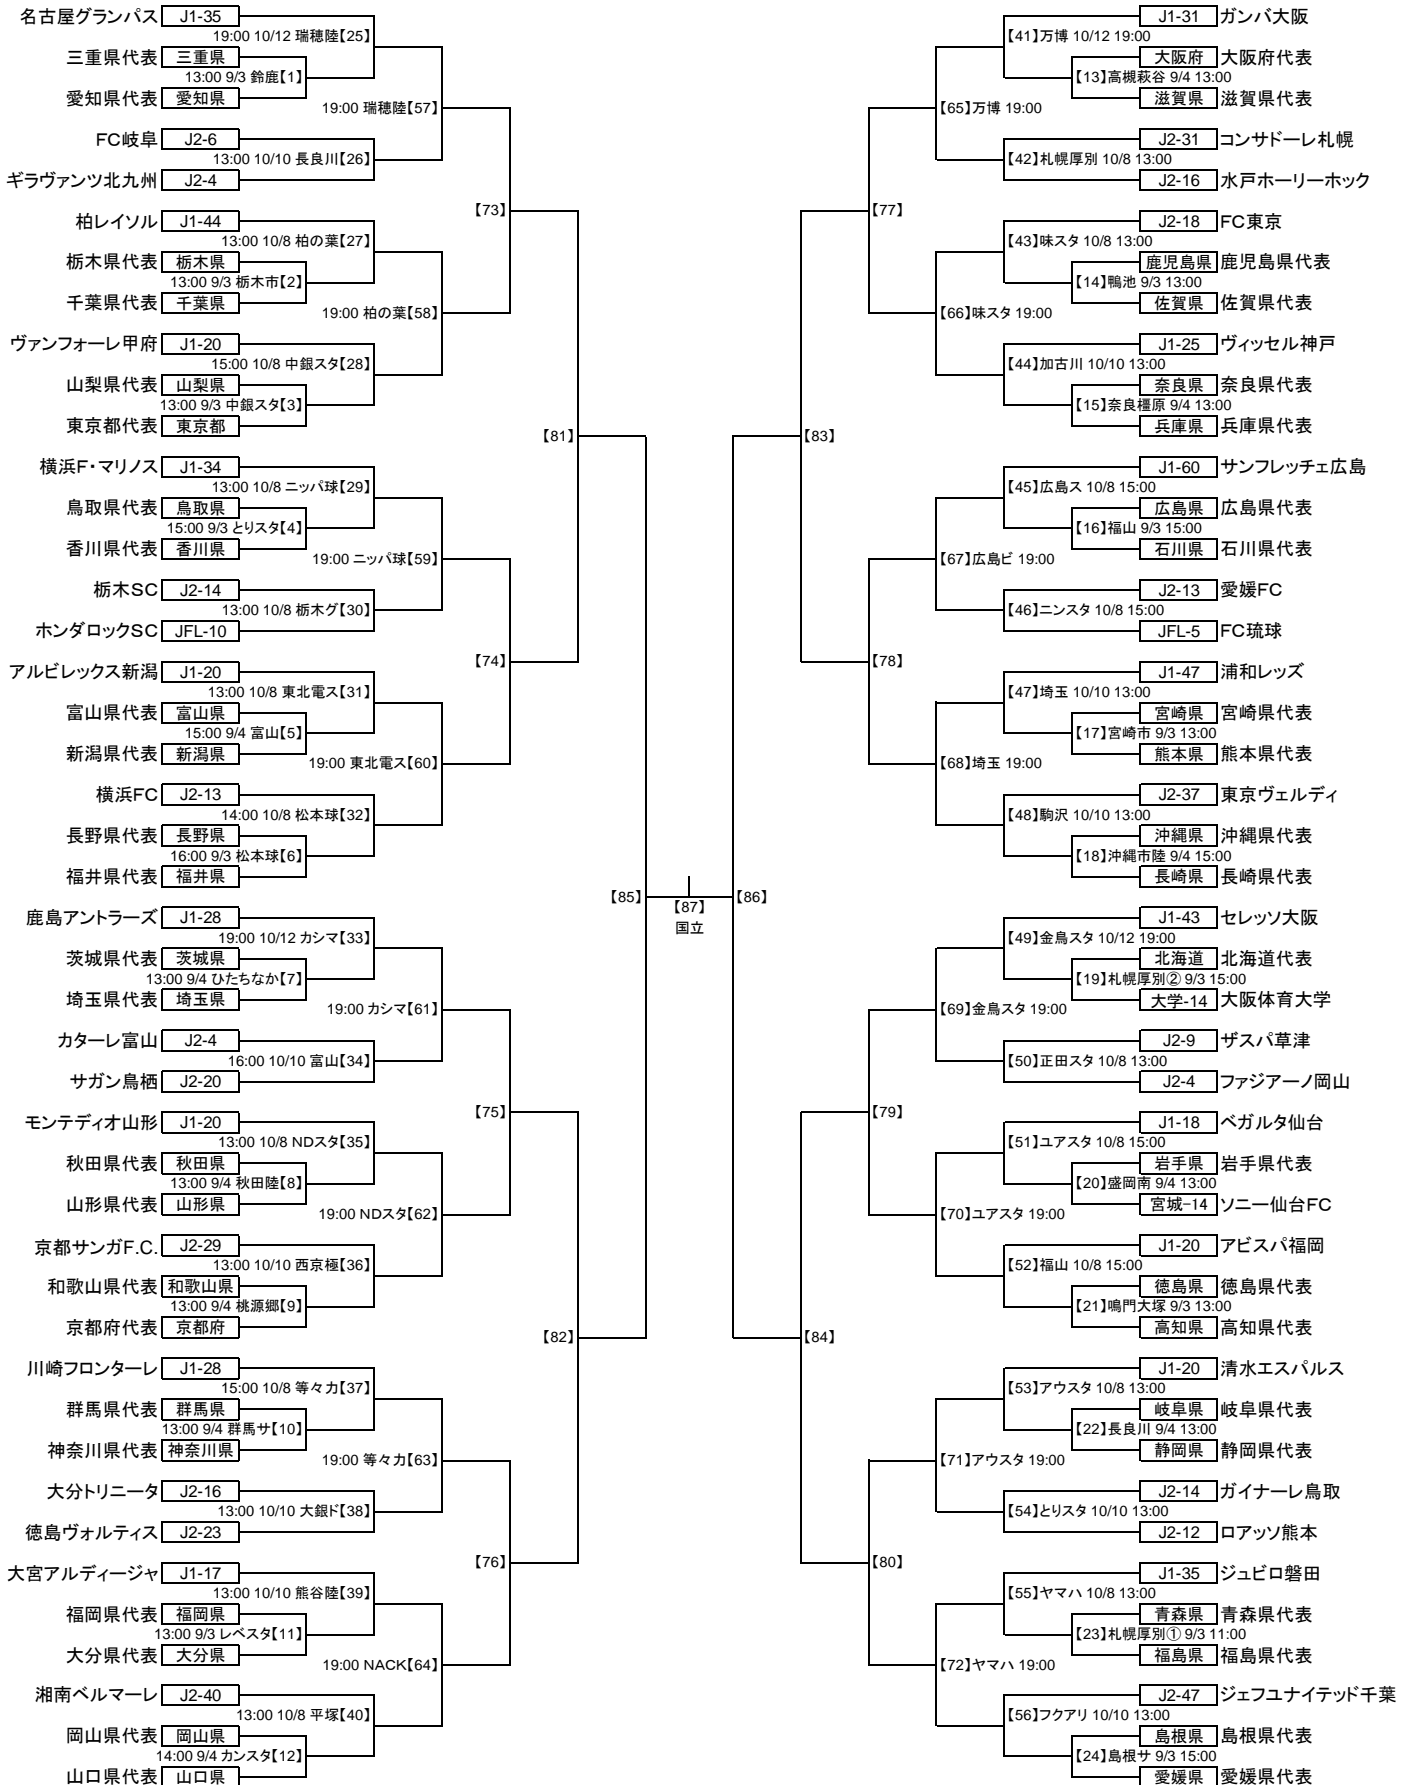 名古屋グランパス J1-35
19:00 10/12 瑞穂陸【25】
三重県代表 三重県
13:00 9/3 鈴鹿【1】
愛知県代表 愛知県
19:00 瑞穂陸【57】
FC岐阜 J2-6
13:00 10/10 長良川【26】
ギラヴァンツ北九州 J2-4
【73】
柏レイソル J1-44
13:00 10/8 柏の葉【27】
栃木県代表 栃木県
13:00 9/3 栃木市【2】
千葉県代表 千葉県
19:00 柏の葉【58】
ヴァンフォーレ甲府 J1-20
15:00 10/8 中銀スタ【28】
山梨県代表 山梨県
13:00 9/3 中銀スタ【3】
東京都代表 東京都
【81】
横浜F・マリノス J1-34
13:00 10/8 ニッパ球【29】
鳥取県代表 鳥取県
15:00 9/3 とりスタ【4】
香川県代表 香川県
19:00 ニッパ球【59】
栃木SC J2-14
13:00 10/8 栃木グ【30】
ホンダロックSC JFL-10
【74】
アルビレックス新潟 J1-20
13:00 10/8 東北電ス【31】
富山県代表 富山県
15:00 9/4 富山【5】
新潟県代表 新潟県
19:00 東北電ス【60】
横浜FC J2-13
14:00 10/8 松本球【32】
長野県代表 長野県
16:00 9/3 松本球【6】
福井県代表 福井県
【85】
鹿島アントラーズ J1-28
19:00 10/12 カシマ【33】
茨城県代表 茨城県
13:00 9/4 ひたちなか【7】
埼玉県代表 埼玉県
19:00 カシマ【61】
カターレ富山 J2-4
16:00 10/10 富山【34】
サガン鳥栖 J2-20
【75】
モンテディオ山形 J1-20
13:00 10/8 NDスタ【35】
秋田県代表 秋田県
13:00 9/4 秋田陸【8】
山形県代表 山形県
19:00 NDスタ【62】
京都サンガF.C. J2-29
13:00 10/10 西京極【36】
和歌山県代表 和歌山県
13:00 9/4 桃源郷【9】
京都府代表 京都府
【82】
川崎フロンターレ J1-28
15:00 10/8 等々力【37】
群馬県代表 群馬県
13:00 9/4 群馬サ【10】
神奈川県代表 神奈川県
19:00 等々力【63】
大分トリニータ J2-16
13:00 10/10 大銀ド【38】
徳島ヴォルティス J2-23
【76】
大宮アルディージャ J1-17
13:00 10/10 熊谷陸【39】
福岡県代表 福岡県
13:00 9/3 レベスタ【11】
大分県代表 大分県
19:00 NACK【64】
湘南ベルマーレ J2-40
13:00 10/8 平塚【40】
岡山県代表 岡山県
14:00 9/4 カンスタ【12】
山口県代表 山口県
【87】
国立
J1-31 ガンバ大阪
【41】万博 10/12 19:00
大阪府 大阪府代表
【13】高槻萩谷 9/4 13:00
滋賀県 滋賀県代表
【65】万博 19:00
J2-31 コンサドーレ札幌
【42】札幌厚別 10/8 13:00
J2-16 水戸ホーリーホック
【77】
J2-18 FC東京
【43】味スタ 10/8 13:00
鹿児島県 鹿児島県代表
【14】鴨池 9/3 13:00
佐賀県 佐賀県代表
【66】味スタ 19:00
J1-25 ヴィッセル神戸
【44】加古川 10/10 13:00
奈良県 奈良県代表
【15】奈良橿原 9/4 13:00
兵庫県 兵庫県代表
【83】
J1-60 サンフレッチェ広島
【45】広島ス 10/8 15:00
広島県 広島県代表
【16】福山 9/3 15:00
石川県 石川県代表
【67】広島ビ 19:00
J2-13 愛媛FC
【46】ニンスタ 10/8 15:00
JFL-5 FC琉球
【78】
J1-47 浦和レッズ
【47】埼玉 10/10 13:00
宮崎県 宮崎県代表
【17】宮崎市 9/3 13:00
熊本県 熊本県代表
【68】埼玉 19:00
J2-37 東京ヴェルディ
【48】駒沢 10/10 13:00
沖縄県 沖縄県代表
【18】沖縄市陸 9/4 15:00
長崎県 長崎県代表
【86】
J1-43 セレッソ大阪
【49】金鳥スタ 10/12 19:00
北海道 北海道代表
【19】札幌厚別② 9/3 15:00
大学-14 大阪体育大学
【69】金鳥スタ 19:00
J2-9 ザスパ草津
【50】正田スタ 10/8 13:00
J2-4 ファジアーノ岡山
【79】
J1-18 ベガルタ仙台
【51】ユアスタ 10/8 15:00
岩手県 岩手県代表
【20】盛岡南 9/4 13:00
宮城-14 ソニー仙台FC
【70】ユアスタ 19:00
J1-20 アビスパ福岡
【52】福山 10/8 15:00
徳島県 徳島県代表
【21】鳴門大塚 9/3 13:00
高知県 高知県代表
【84】
J1-20 清水エスパルス
【53】アウスタ 10/8 13:00
岐阜県 岐阜県代表
【22】長良川 9/4 13:00
静岡県 静岡県代表
【71】アウスタ 19:00
J2-14 ガイナーレ鳥取
【54】とりスタ 10/10 13:00
J2-12 ロアッソ熊本
【80】
J1-35 ジュビロ磐田
【55】ヤマハ 10/8 13:00
青森県 青森県代表
【23】札幌厚別① 9/3 11:00
福島県 福島県代表
【72】ヤマハ 19:00
J2-47 ジェフユナイテッド千葉
【56】フクアリ 10/10 13:00
島根県 島根県代表
【24】島根サ 9/3 15:00
愛媛県 愛媛県代表